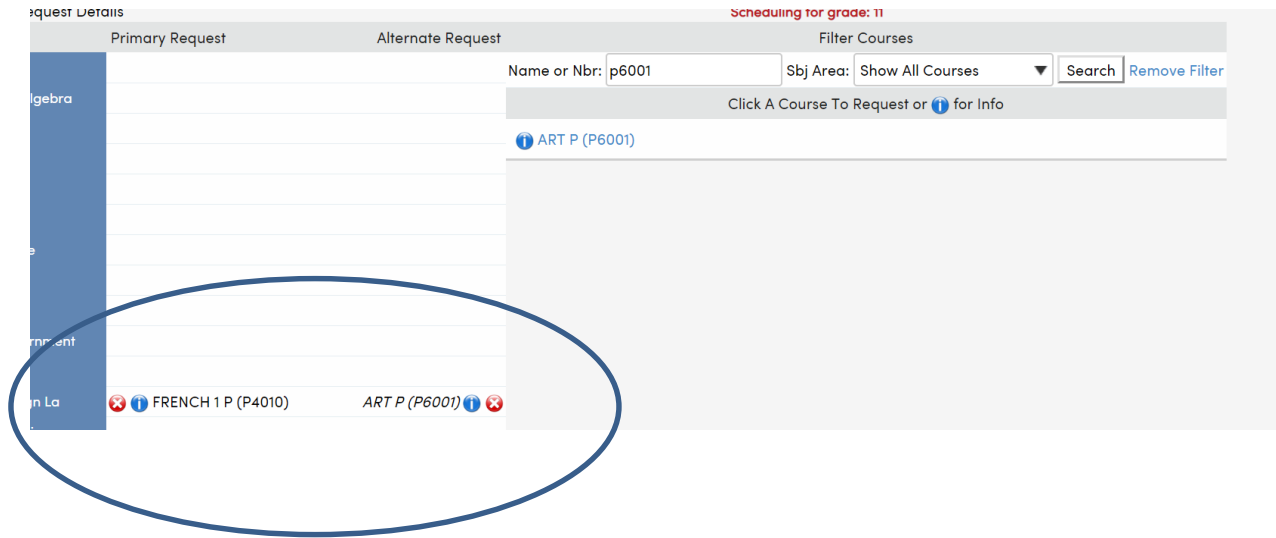 equest Details
Scheduling for grade: 11
Primary Request Alternate Request Filter Courses
Name or Nbr: p6001 Sbj Area: Show All Courses Search Remove Filter
lgebra
Click A Course To Request or for Info
ART P (P6001)
e
rnment
gn La FRENCH 1 P (P4010) ART P (P6001)